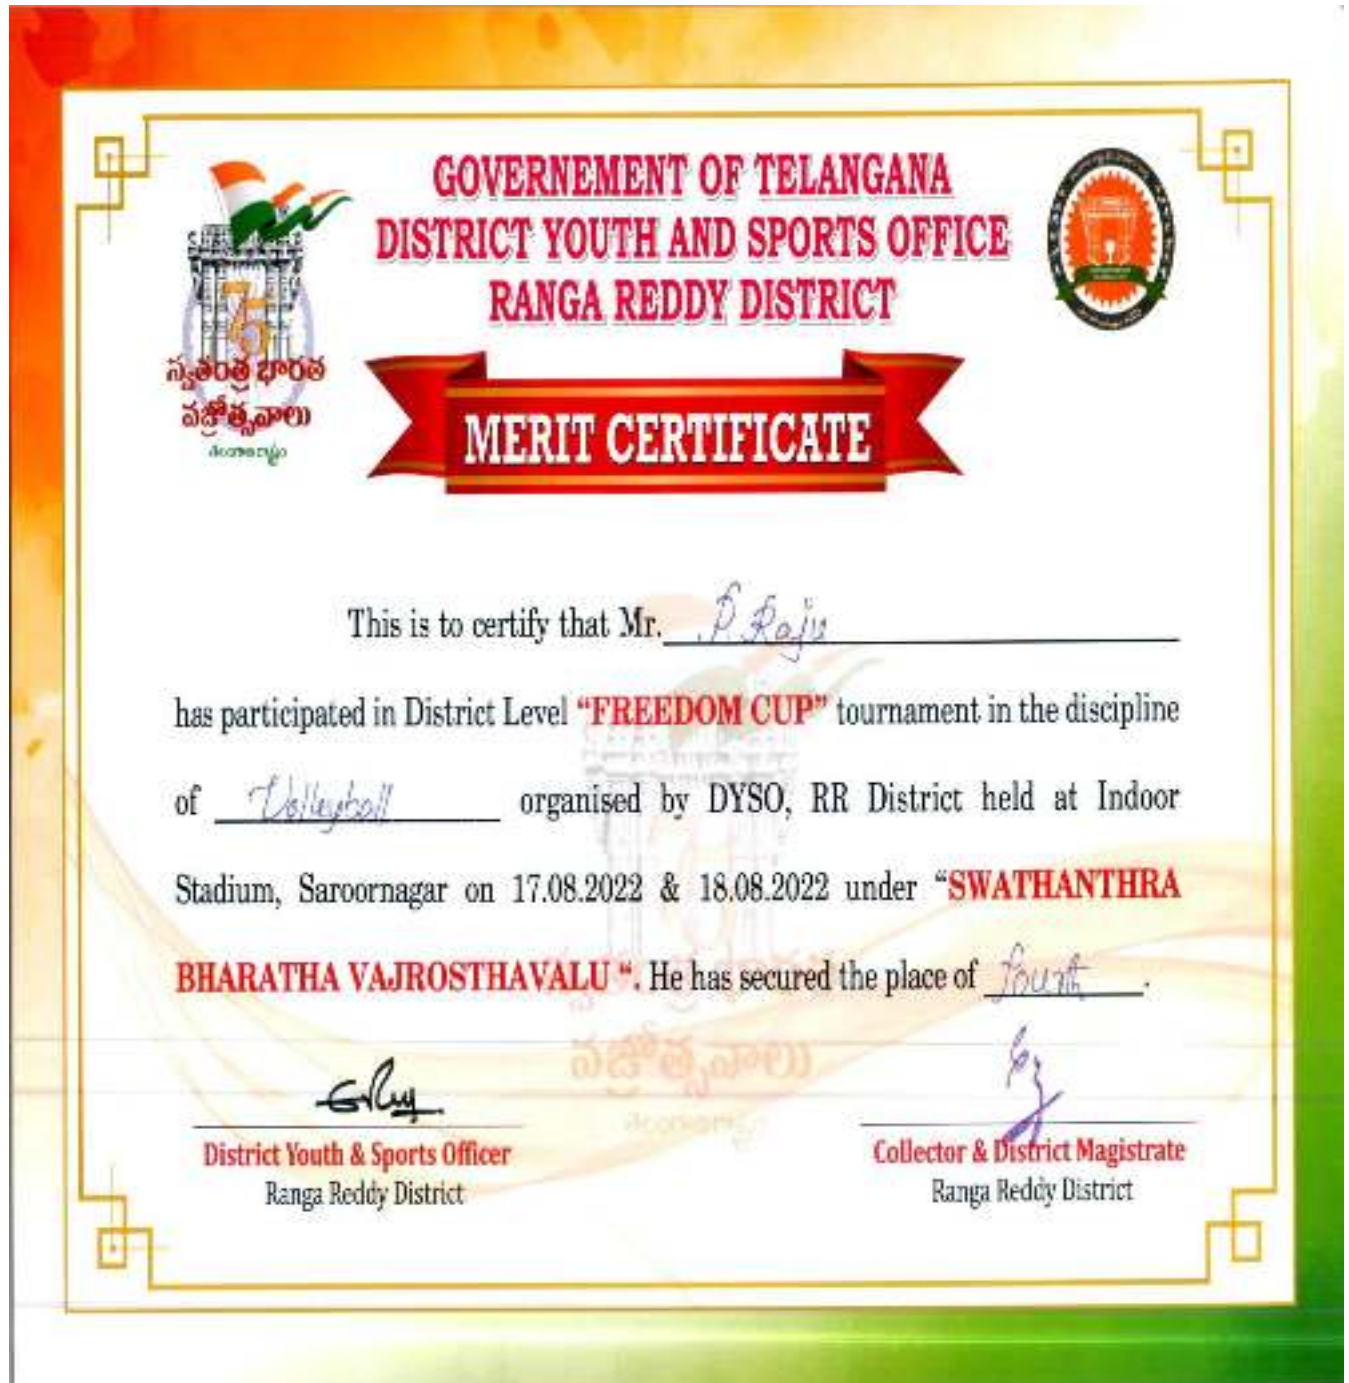 GOVERNEMENT OF TELANGANA
DISTRICT YOUTH AND SPORTS OFFICE
RANGA REDDY DISTRICT
75
స్వతంత్ర భారత
వజ్రోత్సవాలు
MERIT CERTIFICATE
This is to certify that Mr. P. Raju
has participated in District Level “FREEDOM CUP” tournament in the discipline
of Volleyball organised by DYSO, RR District held at Indoor
Stadium, Saroornagar on 17.08.2022 & 18.08.2022 under “SWATHANTHRA
BHARATHA VAJROSTHAVALU “. He has secured the place of fourth.
వజ్రోత్సవాలు
District Youth & Sports Officer
Ranga Reddy District
Collector & District Magistrate
Ranga Reddy District